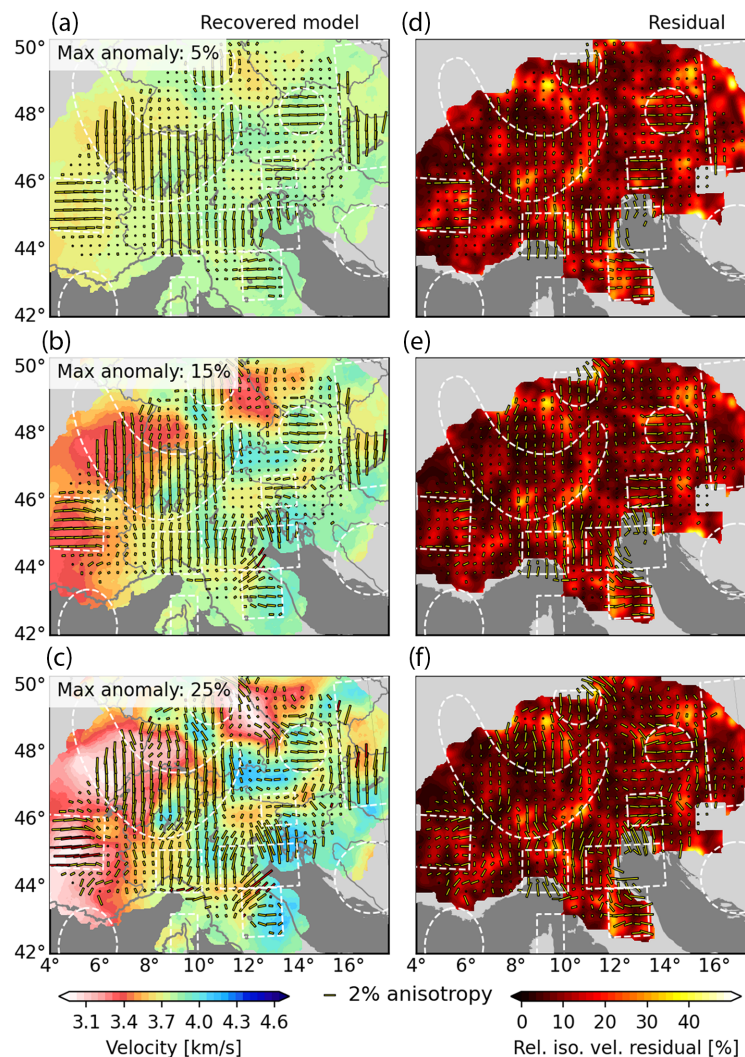 (a) Recovered model (d) Residual
50° Max anomaly: 5%
48°
46°
44°
42°
(b) (e)
50° Max anomaly: 15%
48°
46°
44°
42°
(c) (f)
50° Max anomaly: 25%
48°
46°
44°
42°
4° 6° 8° 10° 12° 14° 16° 4° 6° 8° 10° 12° 14° 16°
2% anisotropy
3.1 3.4 3.7 4.0 4.3 4.6 0 10 20 30 40
Velocity [km/s] Rel. iso. vel. residual [%]